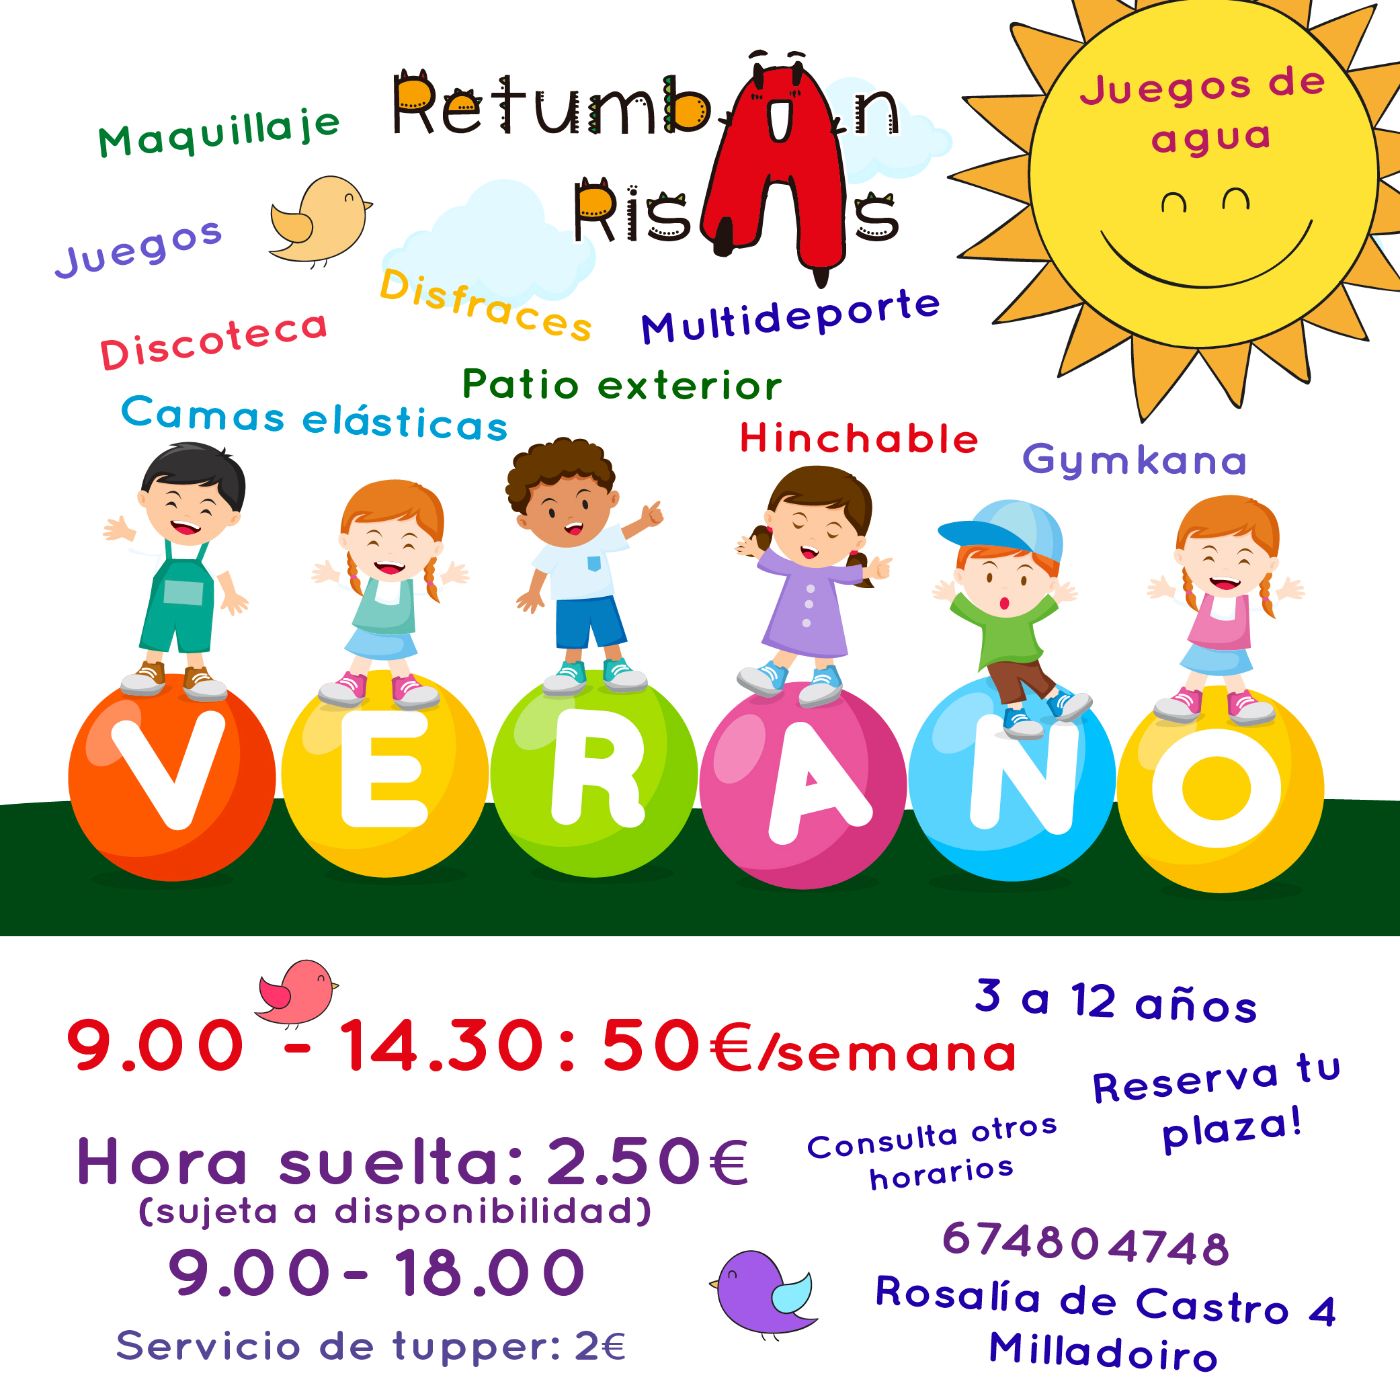 Retumban
Risas
Juegos de
agua
Maquillaje
Juegos
Disfraces
Multideporte
Discoteca
Patio exterior
Camas elásticas
Hinchable
Gymkana
VERANO
9.00 - 14.30: 50€/semana
3 a 12 años
Reserva tu
plaza!
Hora suelta: 2.50€
(sujeta a disponibilidad)
9.00 - 18.00
Servicio de tupper: 2€
Consulta otros
horarios
674804748
Rosalía de Castro 4
Milladoiro